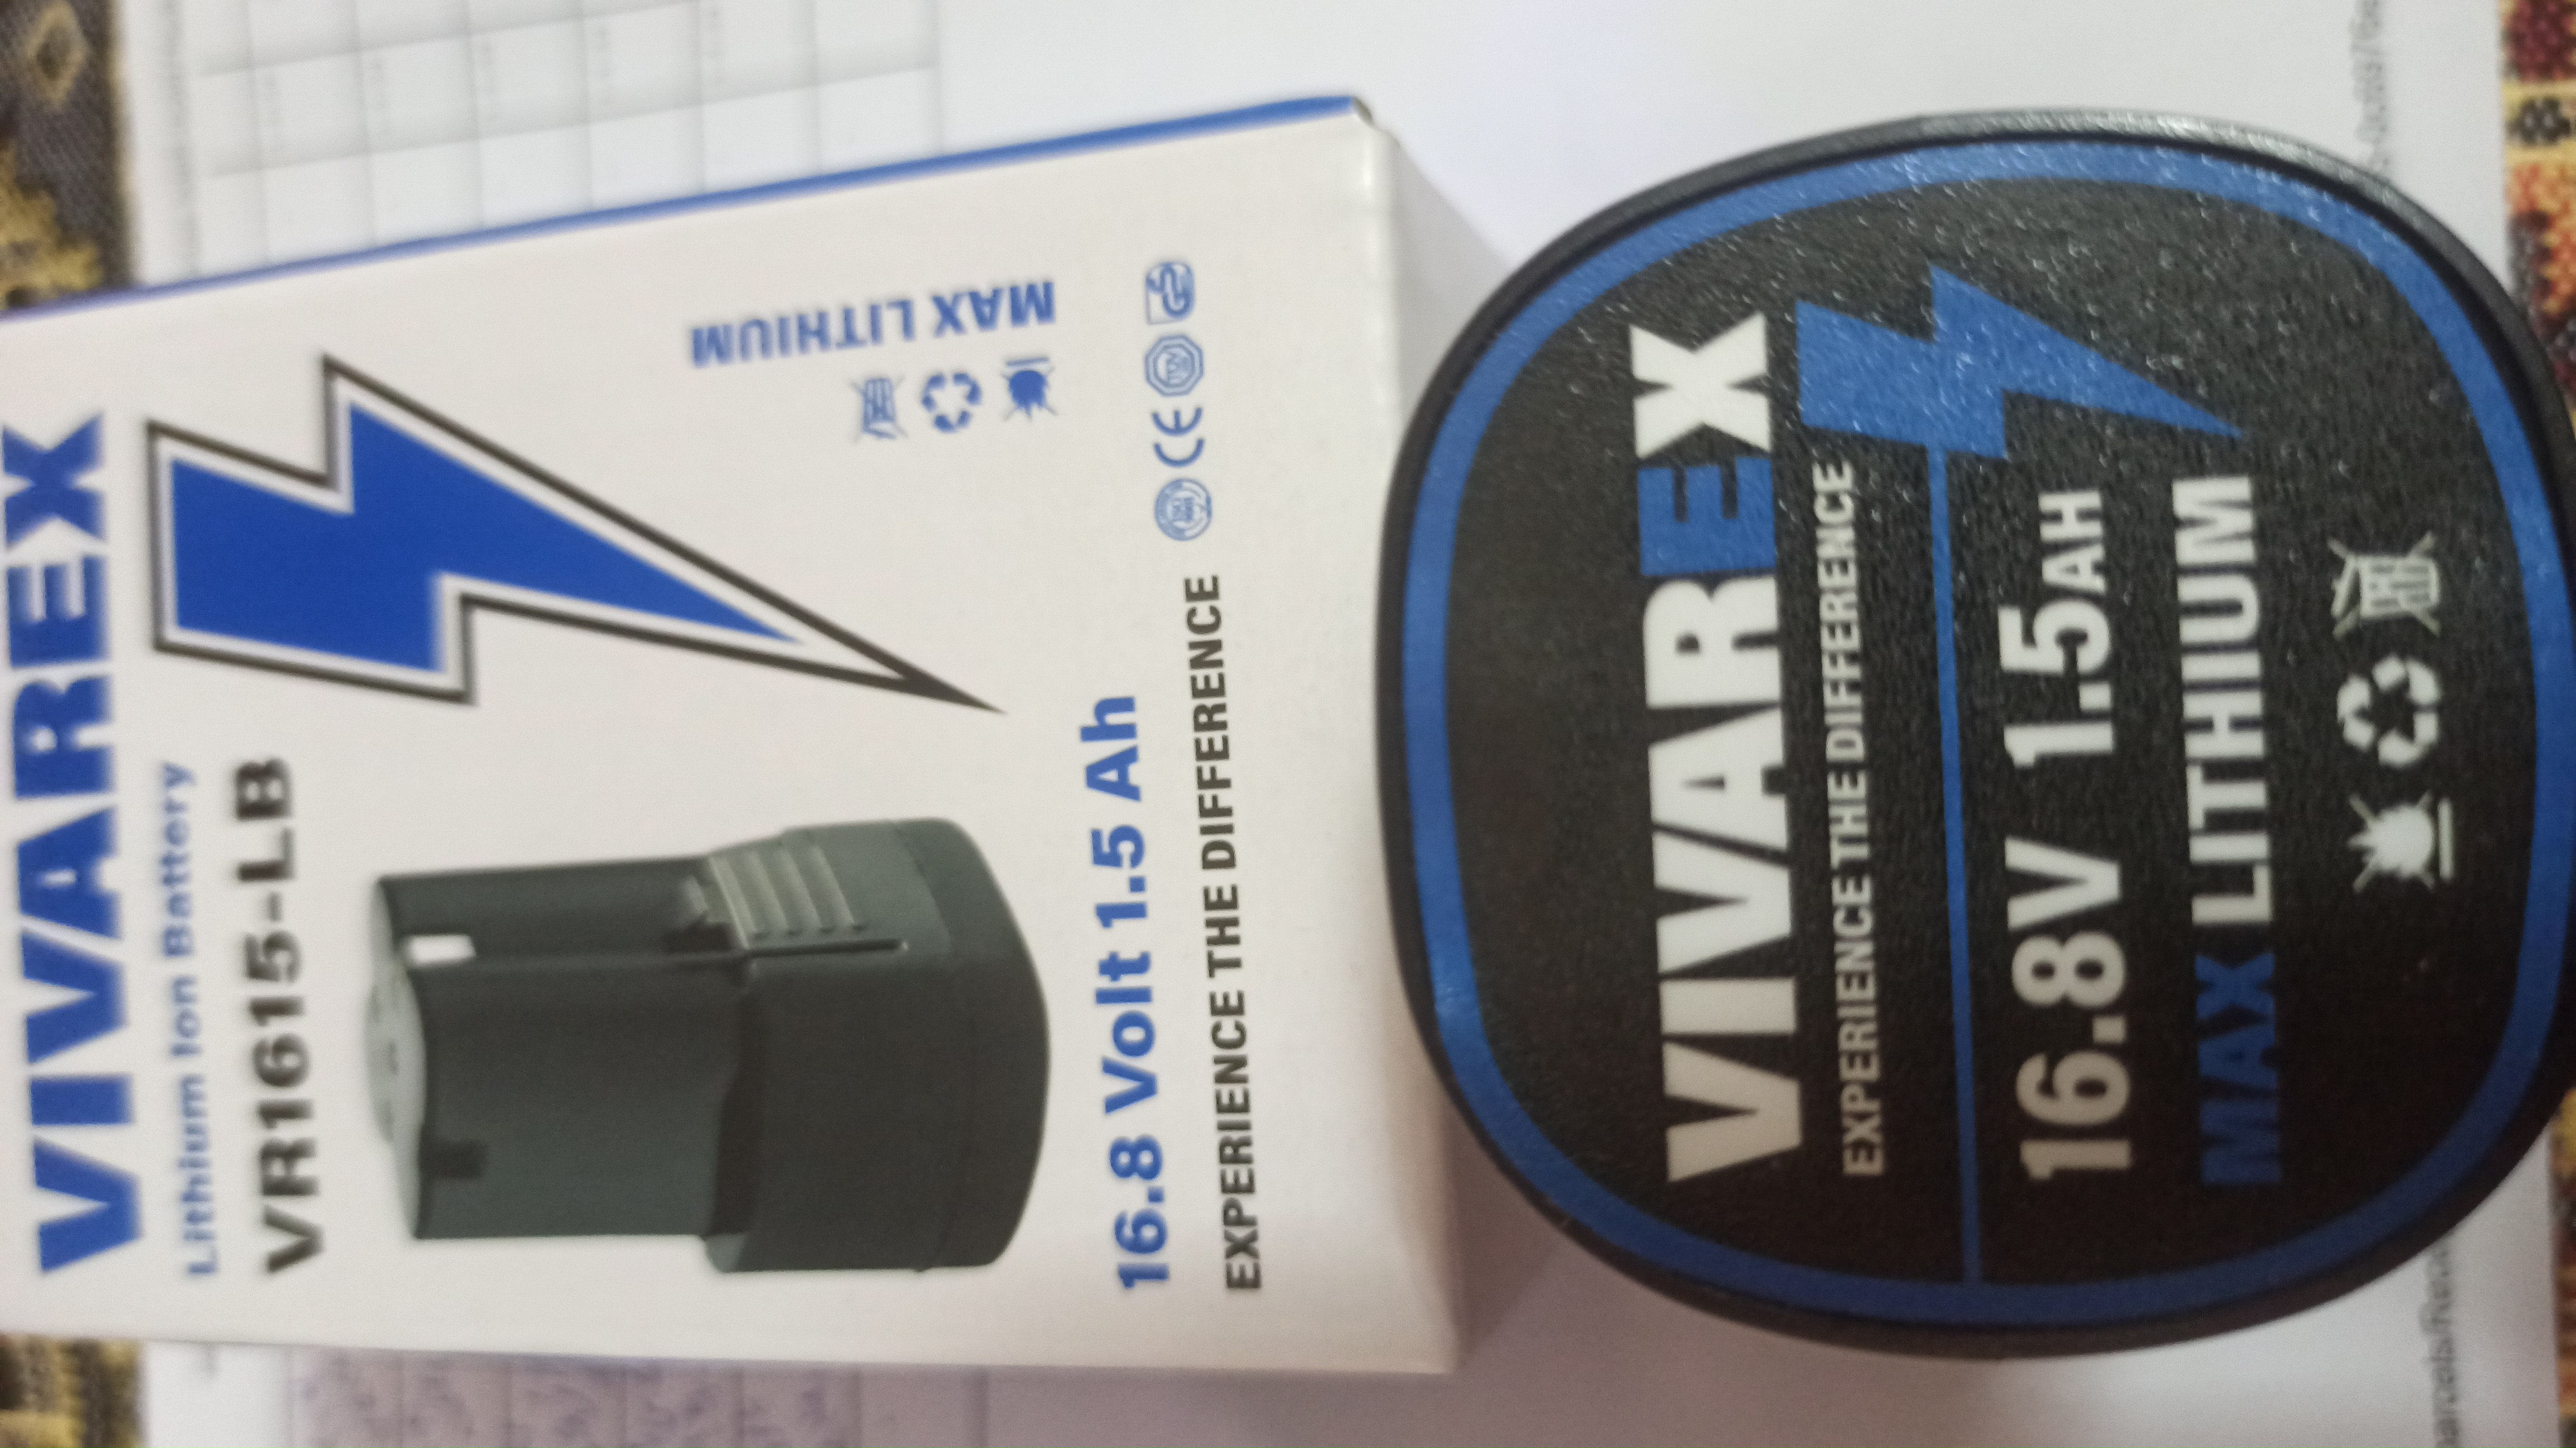 VIVAREX
Lithium Ion Battery
VR1615-LB
MAX LITHIUM
16.8 Volt 1.5 Ah
EXPERIENCE THE DIFFERENCE
CE
VIVAREX
EXPERIENCE THE DIFFERENCE
16.8V 1.5AH
MAX LITHIUM